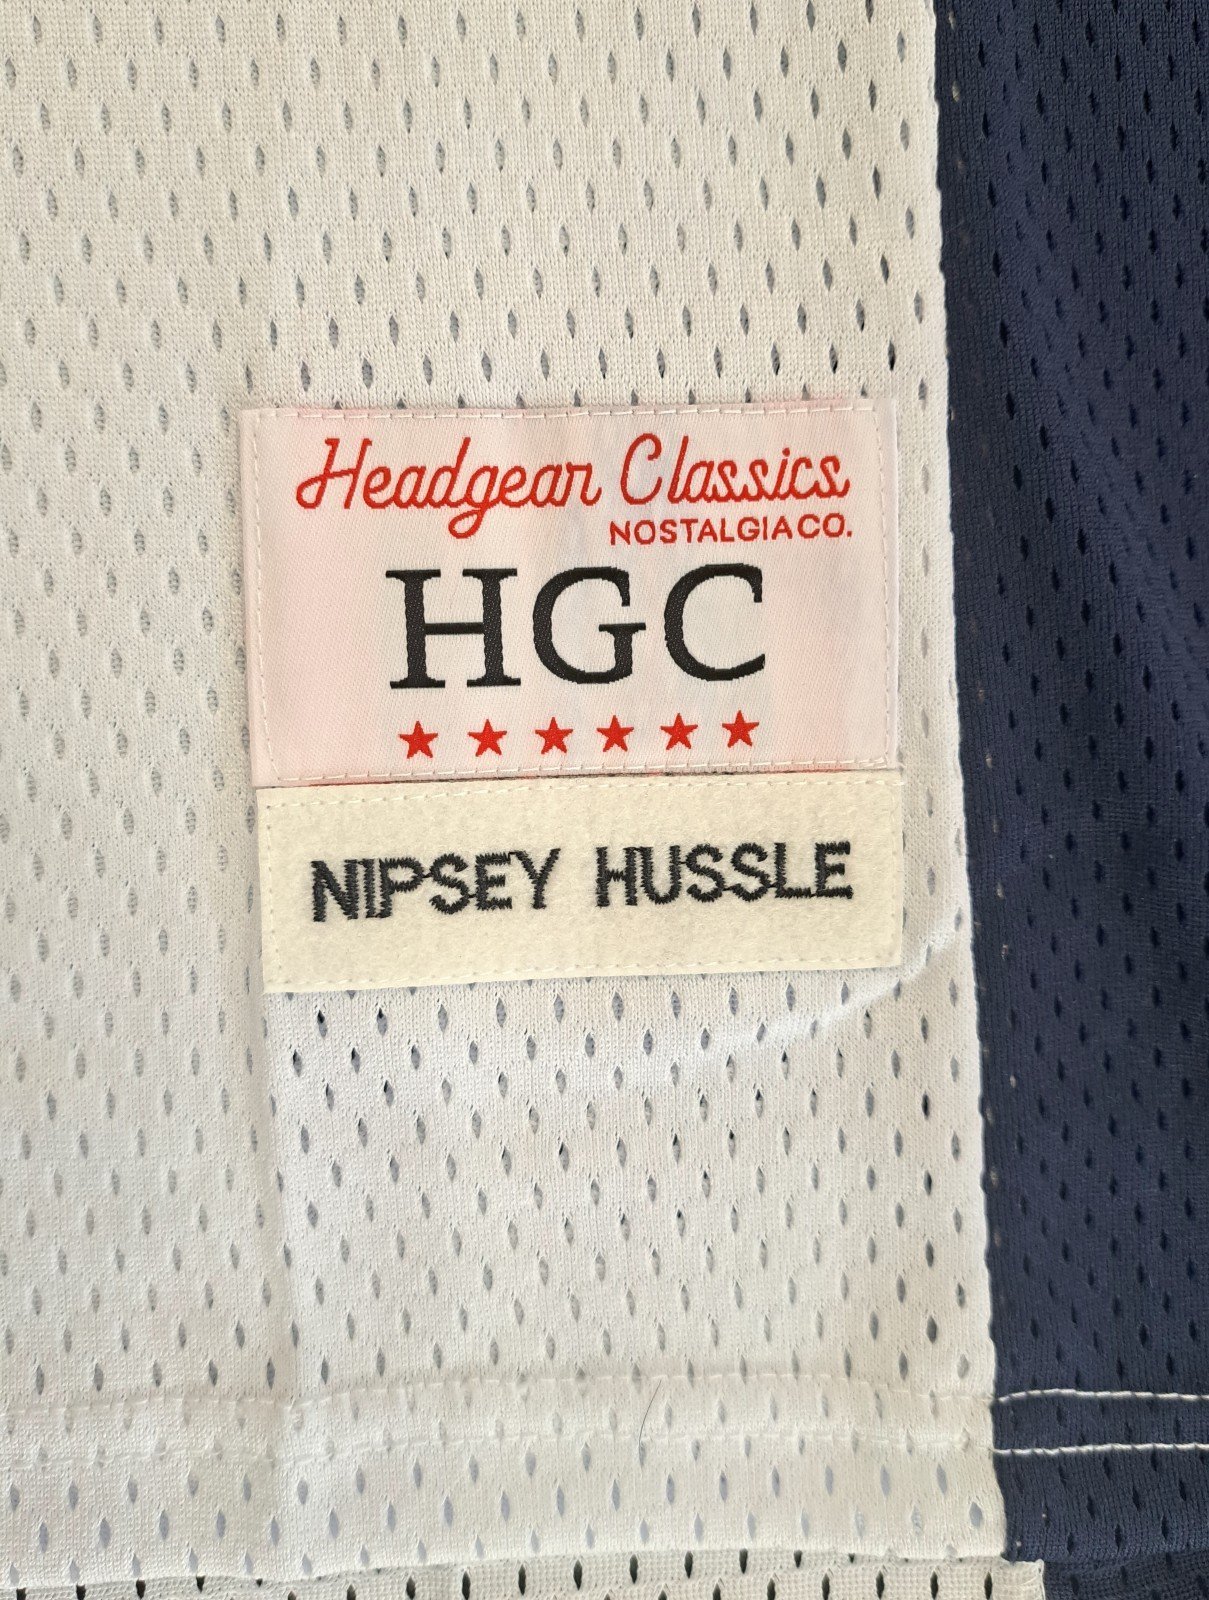 Headgear Classics
NOSTALGIA CO.
HGC
NIPSEY HUSSLE